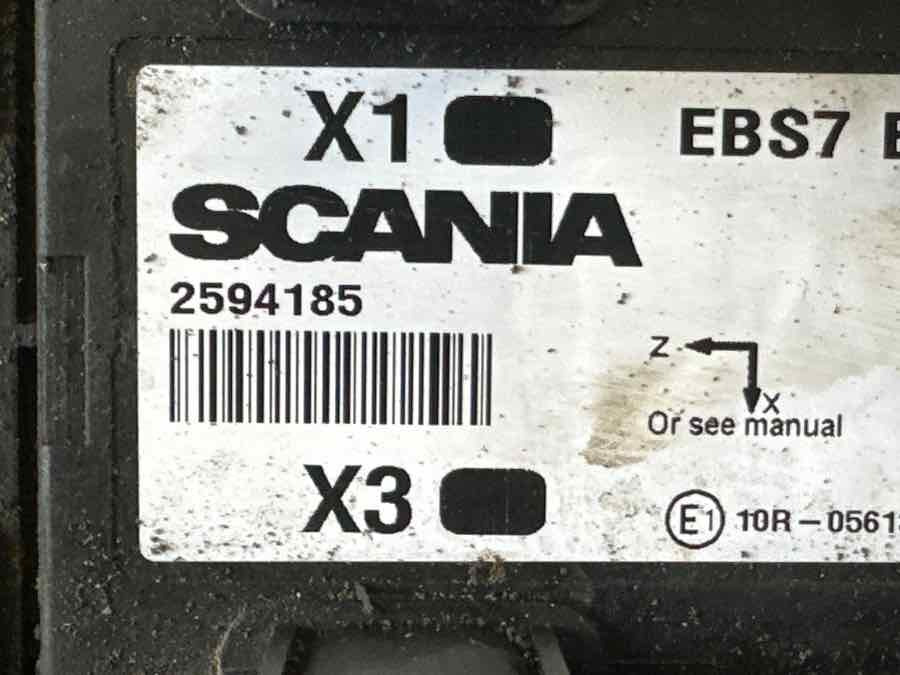 X1 EBS7
SCANIA
2594185
Z
X
Or see manual
X3
E1 10R - 0561